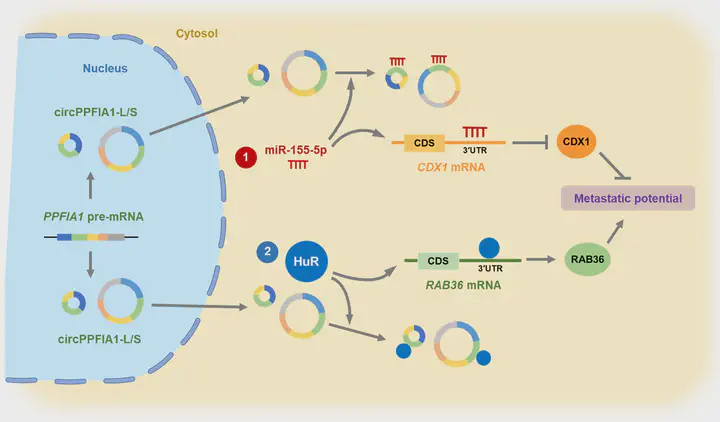 Cytosol
Nucleus
circPPFIA1-L/S
PPFIA1 pre-mRNA
circPPFIA1-L/S
1
miR-155-5p
CDS
3'UTR
CDX1 mRNA
CDX1
Metastatic potential
2
HuR
CDS
3'UTR
RAB36 mRNA
RAB36